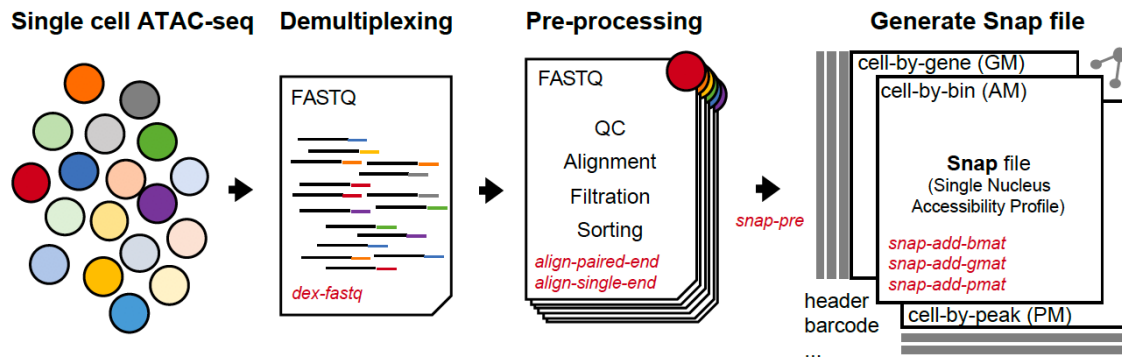 Single cell ATAC-seq
Demultiplexing
Pre-processing
Generate Snap file
FASTQ
dex-fastq
FASTQ
QC
Alignment
Filtration
Sorting
align-paired-end
align-single-end
snap-pre
cell-by-gene (GM)
cell-by-bin (AM)
Snap file
(Single Nucleus
Accessibility Profile)
snap-add-bmat
snap-add-gmat
snap-add-pmat
cell-by-peak (PM)
header
barcode
...